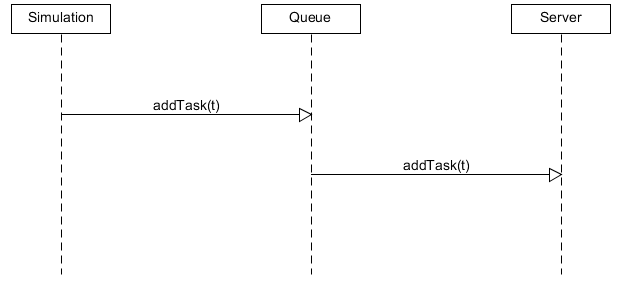 Simulation
Queue
Server
addTask(t)
addTask(t)